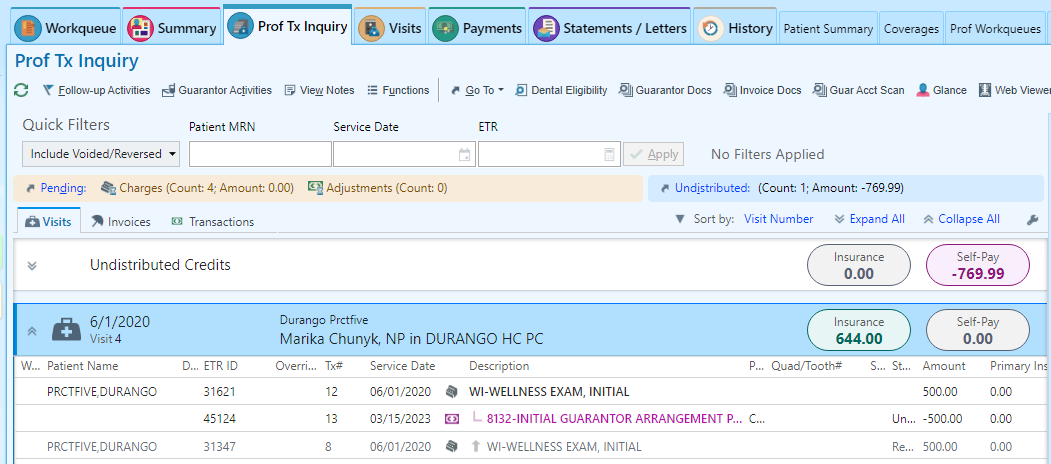 Workqueue Summary Prof Tx Inquiry Visits Payments Statements / Letters History Patient Summary Coverages Prof Workqueues
Prof Tx Inquiry
Follow-up Activities Guarantor Activities View Notes Functions Go To Dental Eligibility Guarantor Docs Invoice Docs Guar Acct Scan Glance Web Viewer
Quick Filters Patient MRN Service Date ETR
Include Voided/Reversed Apply No Filters Applied
Pending: Charges (Count: 4; Amount: 0.00) Adjustments (Count: 0) Undistributed: (Count: 1; Amount: -769.99)
Visits Invoices Transactions Sort by: Visit Number Expand All Collapse All
Undistributed Credits Insurance 0.00 Self-Pay -769.99
6/1/2020 Durango Prctfive Insurance Self-Pay
Visit 4 Marika Chunyk, NP in DURANGO HC PC 644.00 0.00
W... Patient Name D... ETR ID Overri... Tx# Service Date Description P... Quad/Tooth# S... St... Amount Primary Ins
PRCTFIVE,DURANGO 31621 12 06/01/2020 WI-WELLNESS EXAM, INITIAL 500.00 0.00
45124 13 03/15/2023 8132-INITIAL GUARANTOR ARRANGEMENT P... C... Un... -500.00 0.00
PRCTFIVE,DURANGO 31347 8 06/01/2020 WI-WELLNESS EXAM, INITIAL Re... 500.00 0.00